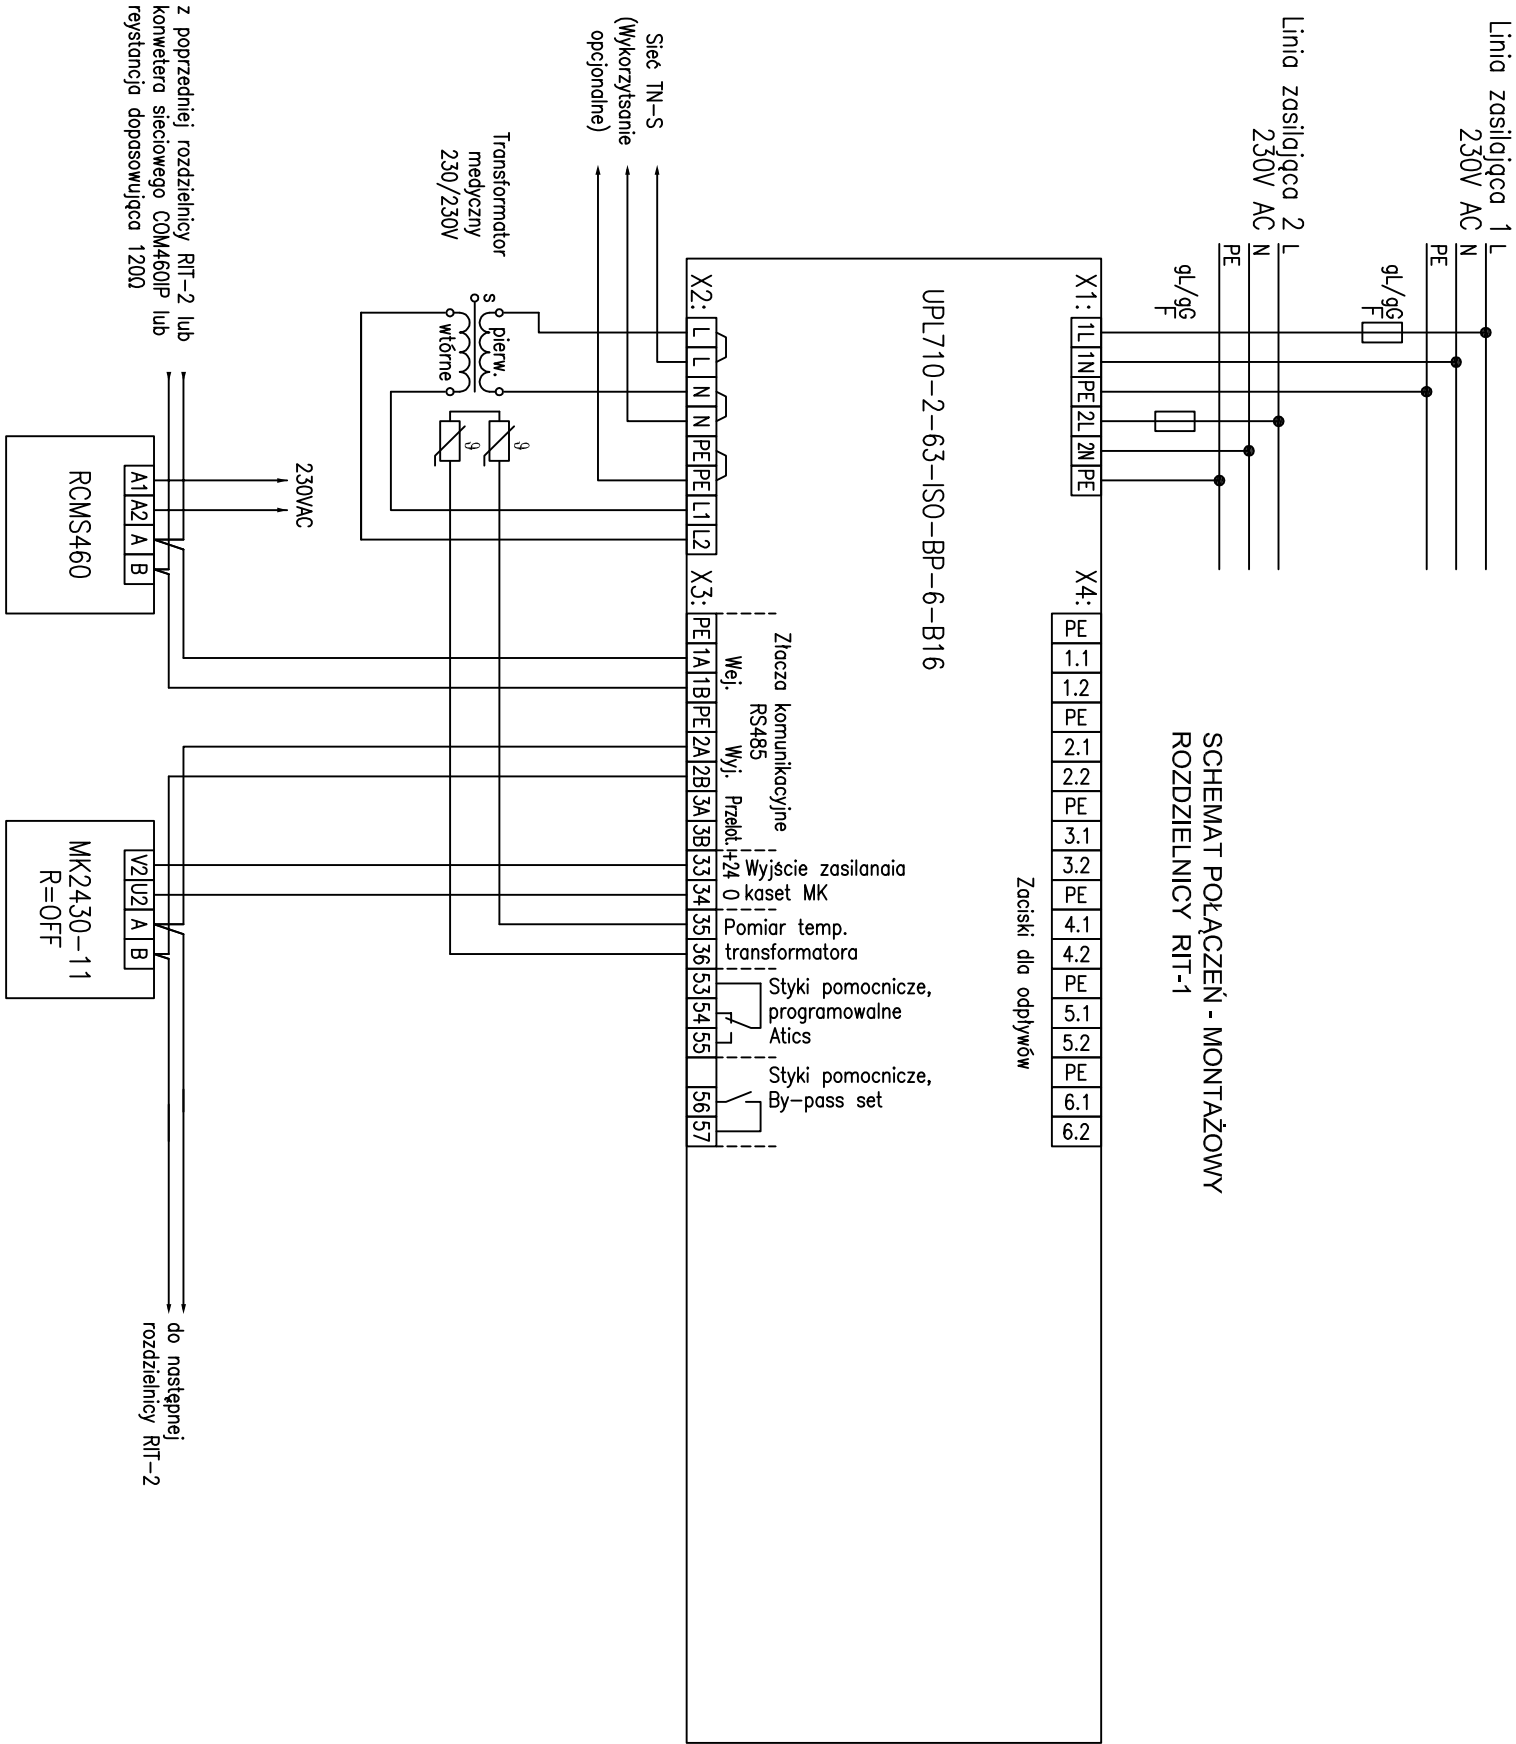 Linia zasilająca 1
230V AC
L
N
PE
Linia zasilająca 2
230V AC
L
N
PE
gL/gG
F
gL/gG
F
SCHEMAT POŁĄCZEŃ - MONTAŻOWY
ROZDZIELNICY RIT-1
X1:
1L
1N
PE
2L
2N
PE
X4:
PE
1.1
1.2
PE
2.1
2.2
PE
3.1
3.2
PE
4.1
4.2
PE
5.1
5.2
PE
6.1
6.2
Zaciski dla odpływów
UPL710-2-63-ISO-BP-6-B16
X2:
L
L
N
N
PE
PE
L1
L2
X3:
PE
1A
1B
PE
2A
2B
3A
3B
33
34
35
36
53
54
55
56
57
Złacza komunikacyjne
RS485
Wej.
Wyj.
Przelot.
+24
0
Wyjście zasilanaia
kaset MK
Pomiar temp.
transformatora
Styki pomocnicze,
programowalne
Atics
Styki pomocnicze,
By-pass set
Sieć TN-S
(Wykorzytsanie
opcjonalne)
Transformator
medyczny
230/230V
s
pierw.
wtórne
ϑ
ϑ
230VAC
z poprzedniej rozdzielnicy RIT-2 lub
konwetera sieciowego COM460IP lub
reystancja dopasowująca 120Ω
A1
A2
A
B
RCMS460
V2
U2
A
B
MK2430-11
R=OFF
do następnej
rozdzielnicy RIT-2